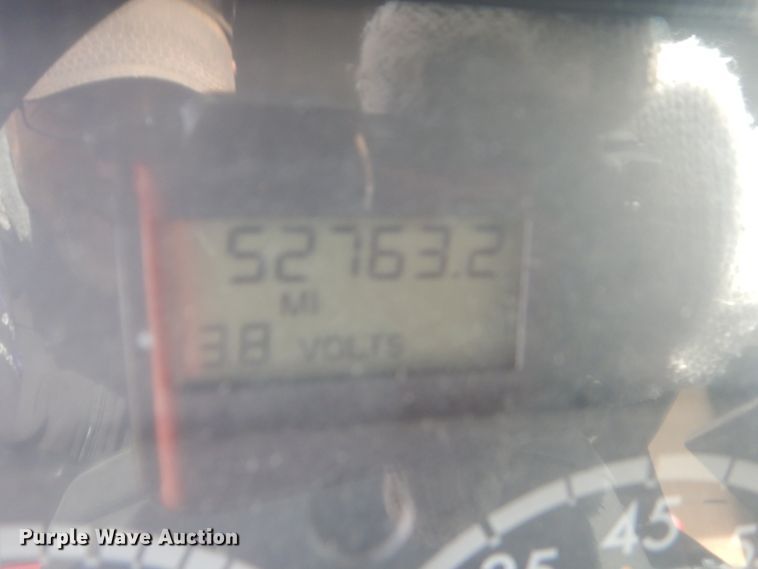 52763.2
MI
3.8 VOLTS
45
Purple Wave Auction